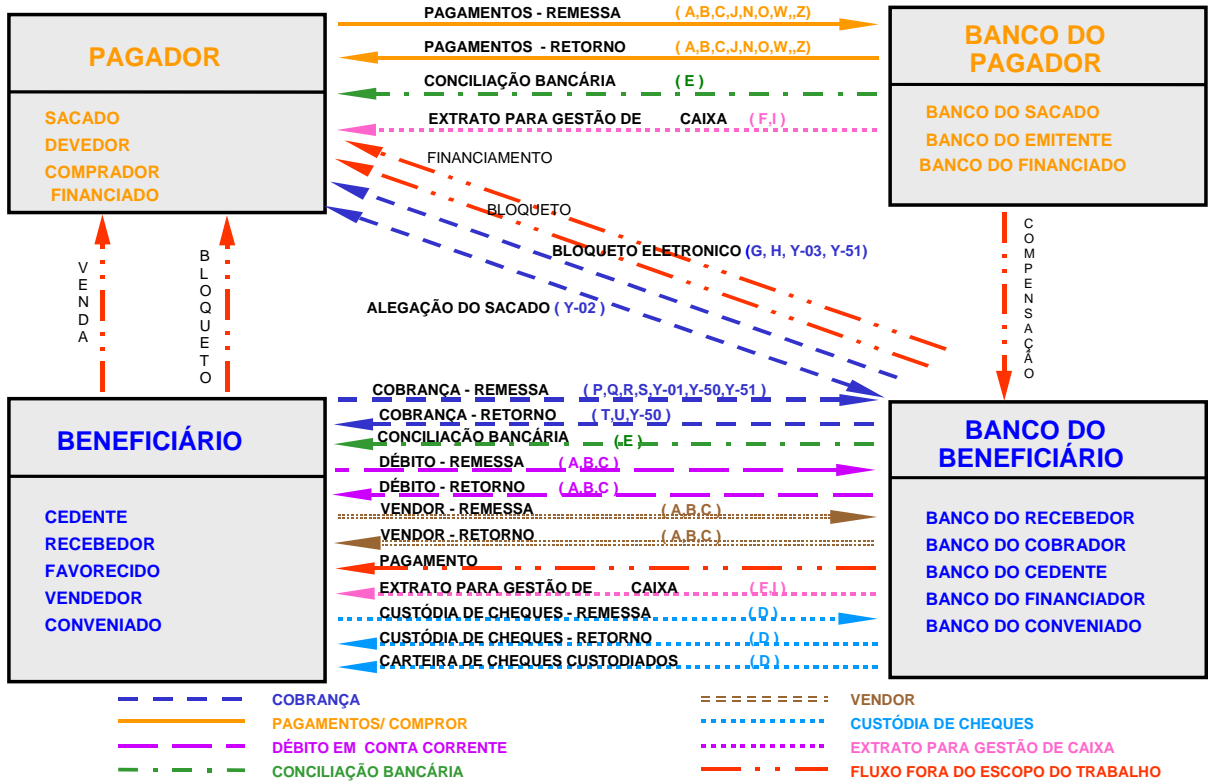 PAGADOR
SACADO
DEVEDOR
COMPRADOR
FINANCIADO
PAGAMENTOS - REMESSA ( A,B,C,J,N,O,W,,Z)
PAGAMENTOS - RETORNO ( A,B,C,J,N,O,W,,Z)
CONCILIAÇÃO BANCÁRIA ( E )
EXTRATO PARA GESTÃO DE CAIXA ( F,I )
BANCO DO
PAGADOR
BANCO DO SACADO
BANCO DO EMITENTE
BANCO DO FINANCIADO
FINANCIAMENTO
BLOQUETO
BLOQUETO ELETRONICO (G, H, Y-03, Y-51)
ALEGAÇÃO DO SACADO ( Y-02 )
VENDA
BLOQUETO
COMPENSAÇÃO
BENEFICIÁRIO
CEDENTE
RECEBEDOR
FAVORECIDO
VENDEDOR
CONVENIADO
COBRANÇA - REMESSA ( P,Q,R,S,Y-01,Y-50,Y-51 )
COBRANÇA - RETORNO ( T,U,Y-50 )
CONCILIAÇÃO BANCÁRIA ( E )
DÉBITO - REMESSA ( A,B,C )
DÉBITO - RETORNO ( A,B,C )
VENDOR - REMESSA ( A,B,C )
VENDOR - RETORNO ( A,B,C )
PAGAMENTO
EXTRATO PARA GESTÃO DE CAIXA ( F,I )
CUSTÓDIA DE CHEQUES - REMESSA ( D )
CUSTÓDIA DE CHEQUES - RETORNO ( D )
CARTEIRA DE CHEQUES CUSTODIADOS ( D )
BANCO DO
BENEFICIÁRIO
BANCO DO RECEBEDOR
BANCO DO COBRADOR
BANCO DO CEDENTE
BANCO DO FINANCIADOR
BANCO DO CONVENIADO
COBRANÇA
PAGAMENTOS/ COMPROR
DÉBITO EM CONTA CORRENTE
CONCILIAÇÃO BANCÁRIA
VENDOR
CUSTÓDIA DE CHEQUES
EXTRATO PARA GESTÃO DE CAIXA
FLUXO FORA DO ESCOPO DO TRABALHO